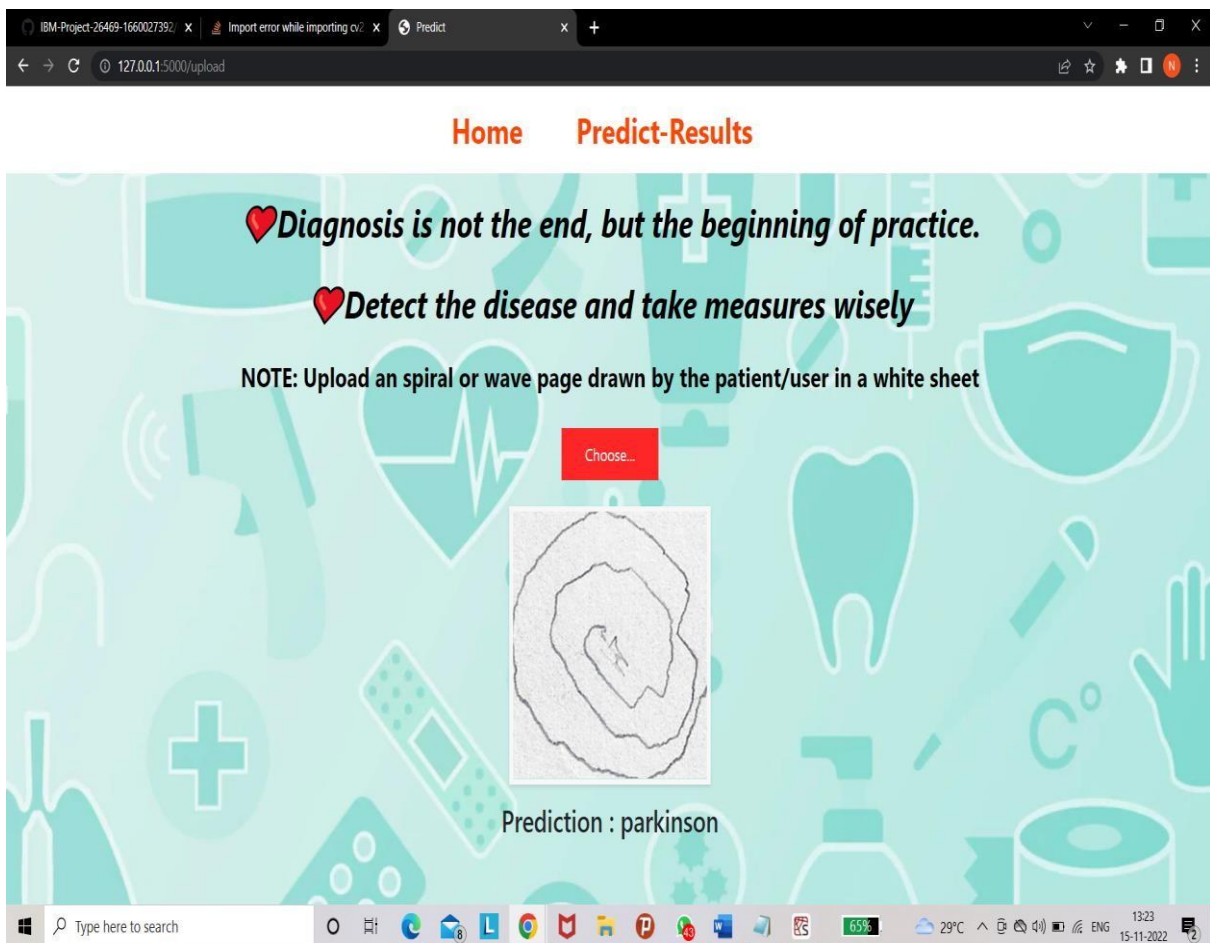 IBM-Project-26469-1660027392/
Import error while importing cv2
Predict
127.0.0.1:5000/upload
N
Home Predict-Results
Diagnosis is not the end, but the beginning of practice.
Detect the disease and take measures wisely
NOTE: Upload an spiral or wave page drawn by the patient/user in a white sheet
Choose...
C°
Prediction : parkinson
Type here to search
8
L
43
65%
29°C
ENG
13:23
15-11-2022
2